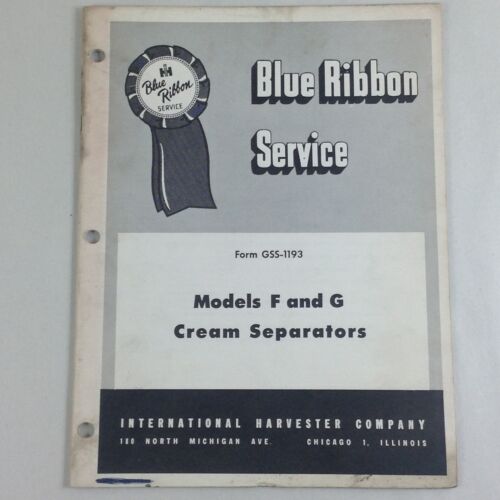 IH
Blue
Ribbon
SERVICE
Blue Ribbon
Service
Form GSS-1193
Models F and G
Cream Separators
INTERNATIONAL HARVESTER COMPANY
180 NORTH MICHIGAN AVE. CHICAGO 1, ILLINOIS